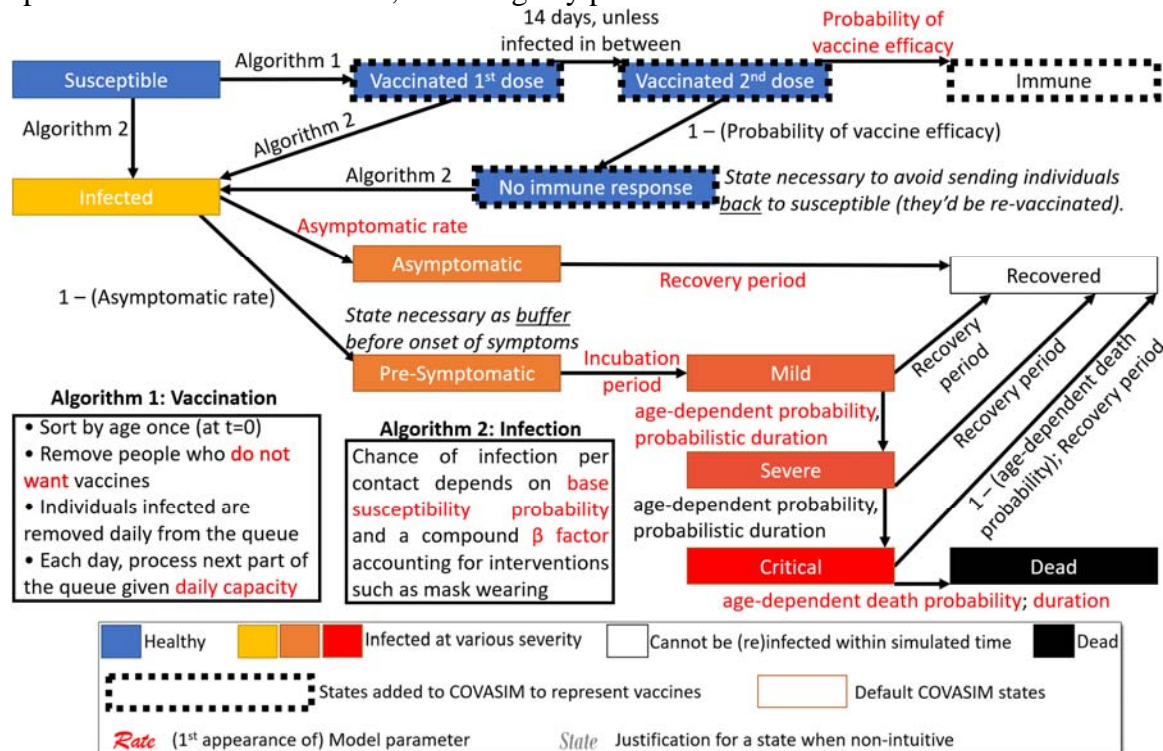 14 days, unless
infected in between
Probability of
vaccine efficacy
Susceptible
Algorithm 1
Vaccinated 1st dose
Vaccinated 2nd dose
Immune
Algorithm 2
Algorithm 2
1 – (Probability of vaccine efficacy)
Infected
Algorithm 2
No immune response
State necessary to avoid sending individuals
back to susceptible (they'd be re-vaccinated).
Asymptomatic rate
Asymptomatic
Recovery period
Recovered
1 – (Asymptomatic rate)
State necessary as buffer
before onset of symptoms
Pre-Symptomatic
Incubation
period
Mild
Recovery
period
Recovery period
1 – (age-dependent death
probability); Recovery period
age-dependent probability,
probabilistic duration
Severe
age-dependent probability,
probabilistic duration
Critical
Dead
age-dependent death probability; duration
Algorithm 1: Vaccination
• Sort by age once (at t=0)
• Remove people who do not
want vaccines
• Individuals infected are
removed daily from the queue
• Each day, process next part of
the queue given daily capacity
Algorithm 2: Infection
Chance of infection per
contact depends on base
susceptibility probability
and a compound β factor
accounting for interventions
such as mask wearing
Healthy
Infected at various severity
Cannot be (re)infected within simulated time
Dead
States added to COVASIM to represent vaccines
Default COVASIM states
Rate (1st appearance of) Model parameter
State Justification for a state when non-intuitive